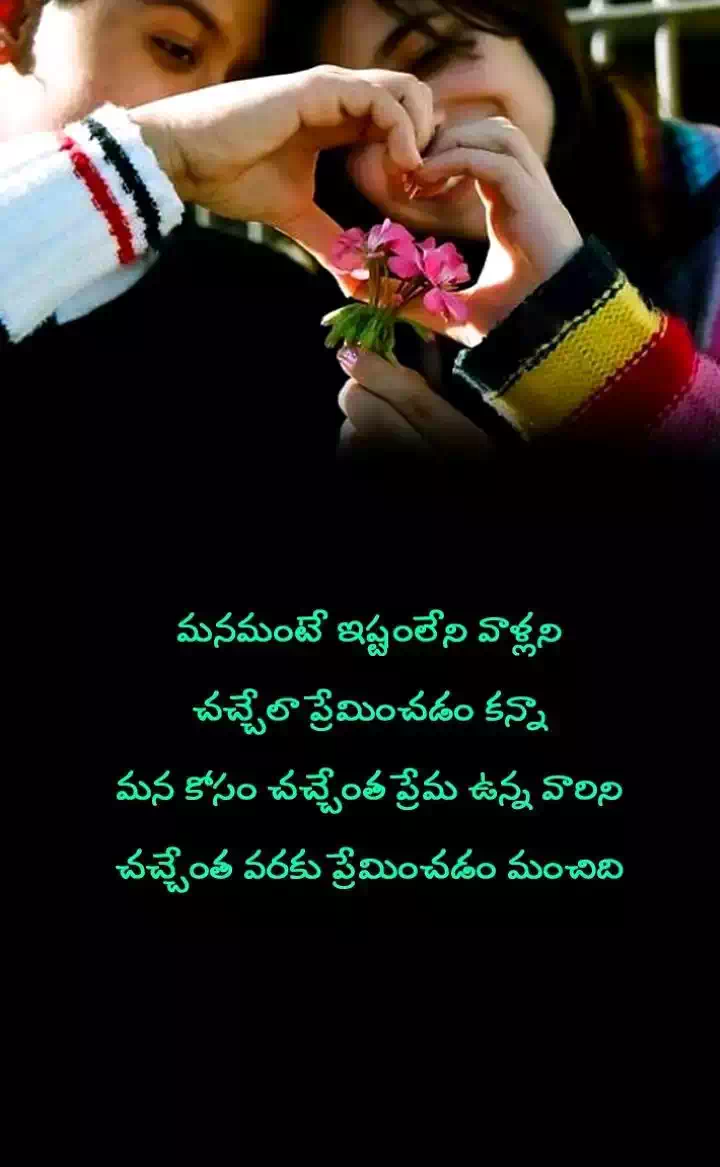 మనమంటే ఇష్టంలేని వాళ్లని
చచ్చేలా ప్రేమించడం కన్నా
మన కోసం చచ్చేంత ప్రేమ ఉన్న వారిని
చచ్చేంత వరకు ప్రేమించడం మంచిది